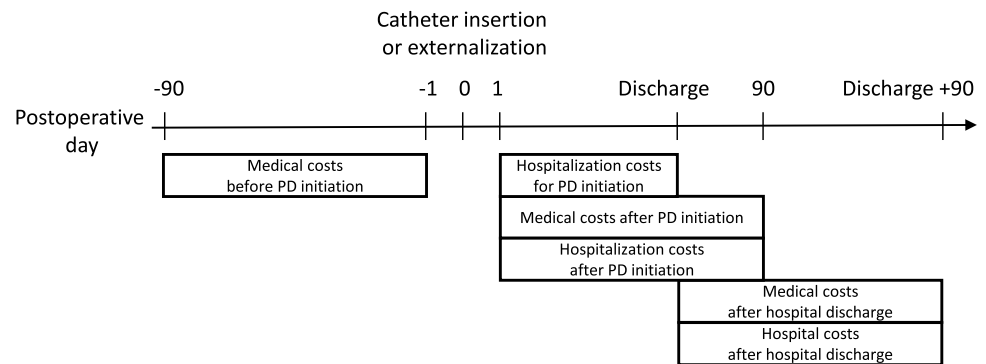 Catheter insertion
or externalization
-90 -1 0 1 Discharge 90 Discharge +90
Postoperative
day
Medical costs
before PD initiation
Hospitalization costs
for PD initiation
Medical costs after PD initiation
Hospitalization costs
after PD initiation
Medical costs
after hospital discharge
Hospital costs
after hospital discharge